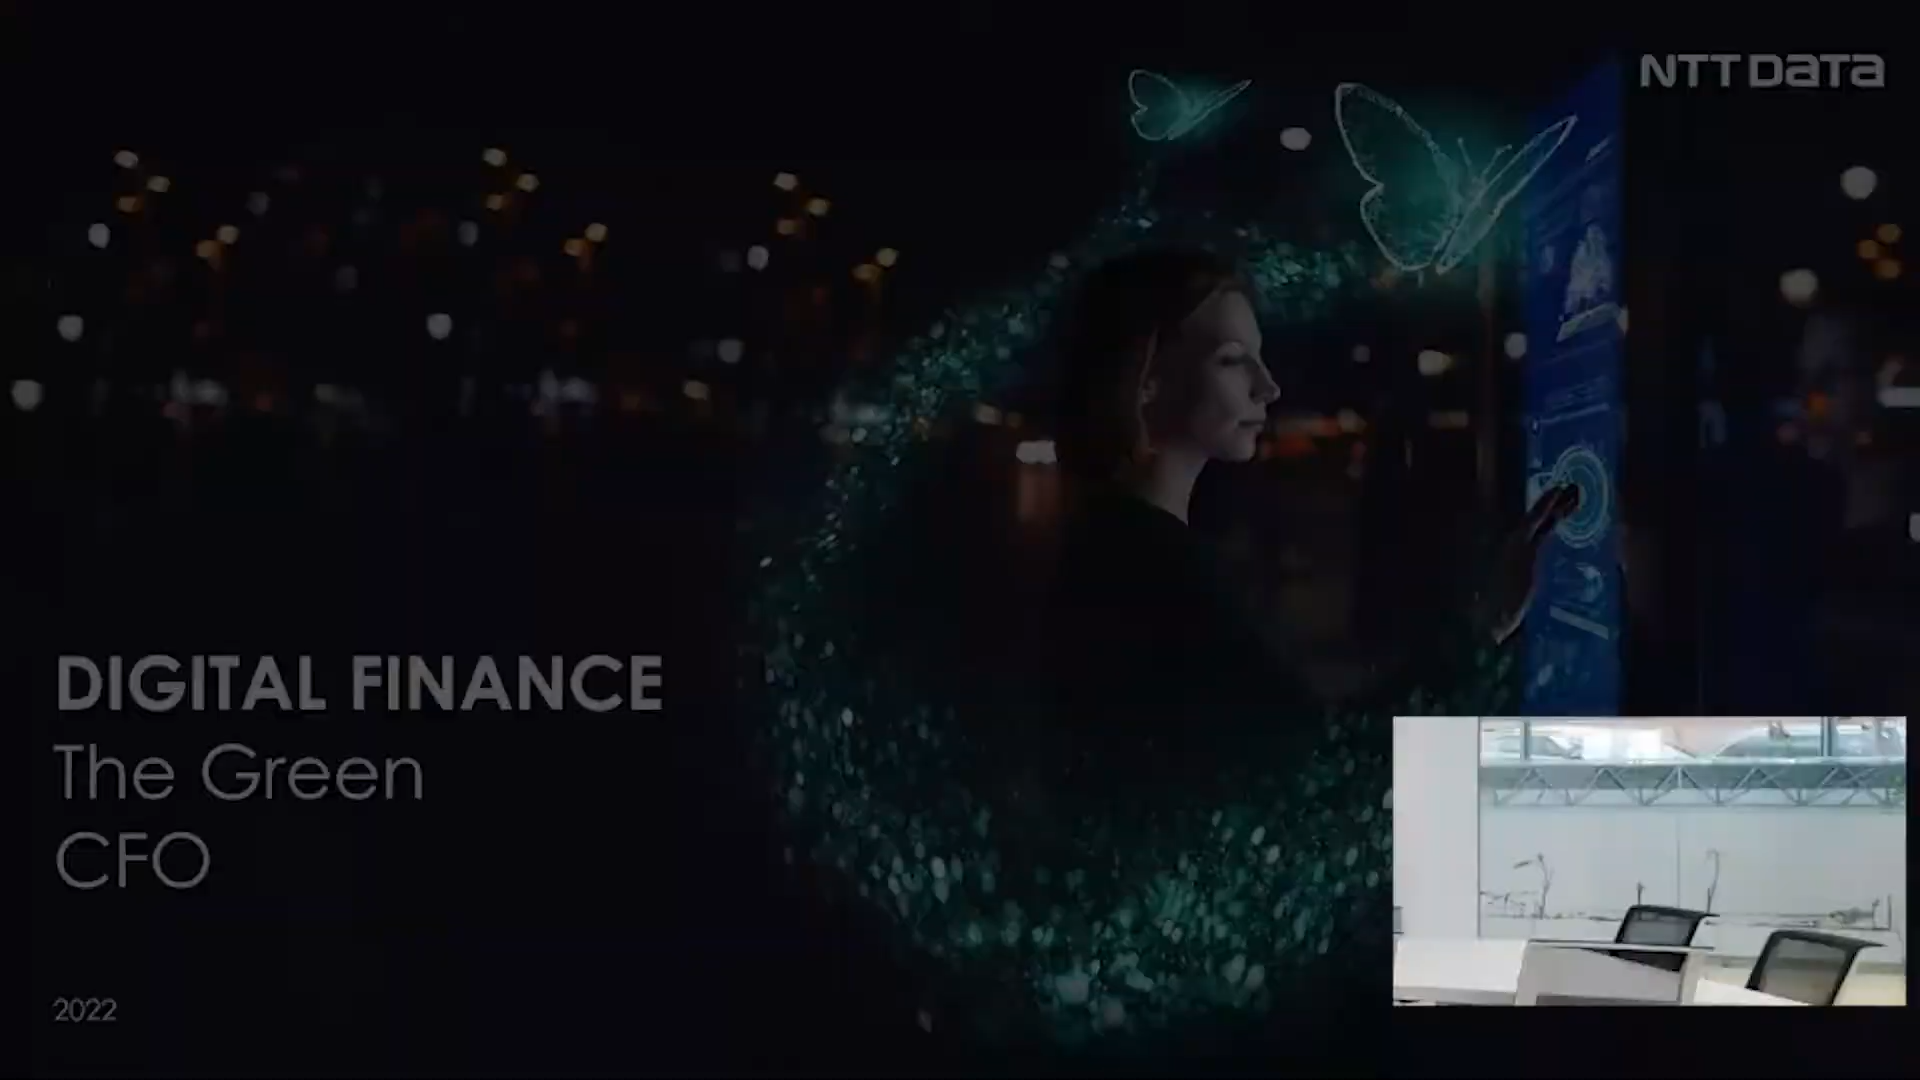 NTT DATA
DIGITAL FINANCE
The Green
CFO
2022